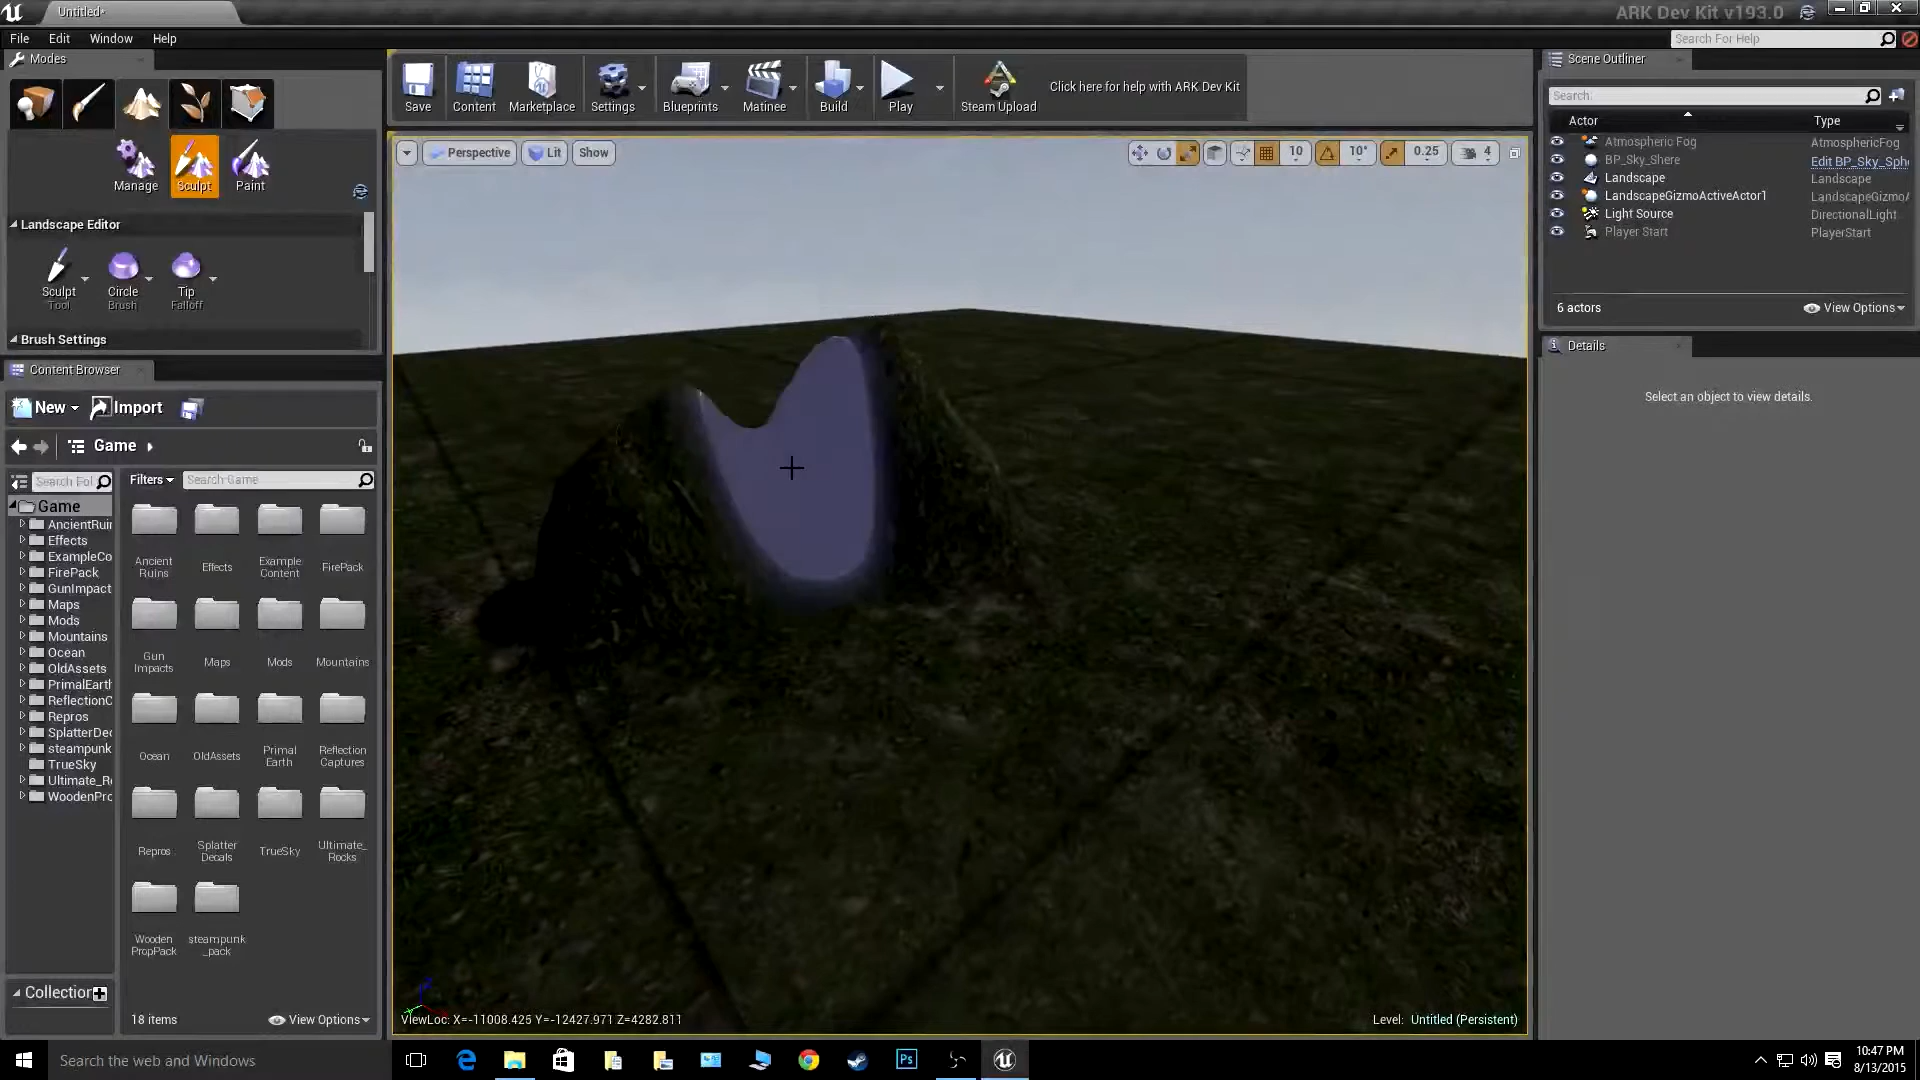 Untitled*
ARK Dev Kit v193.0
File Edit Window Help
Search For Help
Modes
Save Content Marketplace Settings Blueprints Matinee Build Play Steam Upload
Click here for help with ARK Dev Kit
Manage Sculpt Paint
Landscape Editor
Sculpt Circle Tip
Tool Brush Falloff
Brush Settings
Content Browser
New Import
Game
Search Fol
Game
AncientRuin
Effects
ExampleCo
FirePack
GunImpact
Maps
Mods
Mountains
Ocean
OldAssets
PrimalEarth
ReflectionC
Repros
SplatterDec
steampunk
TrueSky
Ultimate_R
WoodenPro
Collection
Filters Search Game
Ancient Ruins
Effects
Example Content
FirePack
Gun Impacts
Maps
Mods
Mountains
Ocean
OldAssets
Primal Earth
Reflection Captures
Repros
Splatter Decals
TrueSky
Ultimate_ Rocks
Wooden PropPack
steampunk _pack
18 items View Options
Perspective Lit Show
10 10° 0.25 4
ViewLoc: X=-11008.426 Y=-12427.971 Z=4282.811
Level: Untitled (Persistent)
Scene Outliner
Search
Actor Type
Atmospheric Fog AtmosphericFog
BP_Sky_Shere Edit BP_Sky_Sph
Landscape Landscape
LandscapeGizmoActiveActor1 LandscapeGizmoA
Light Source DirectionalLight
Player Start PlayerStart
6 actors View Options
Details
Select an object to view details.
Search the web and Windows
Ps
10:47 PM
8/13/2015